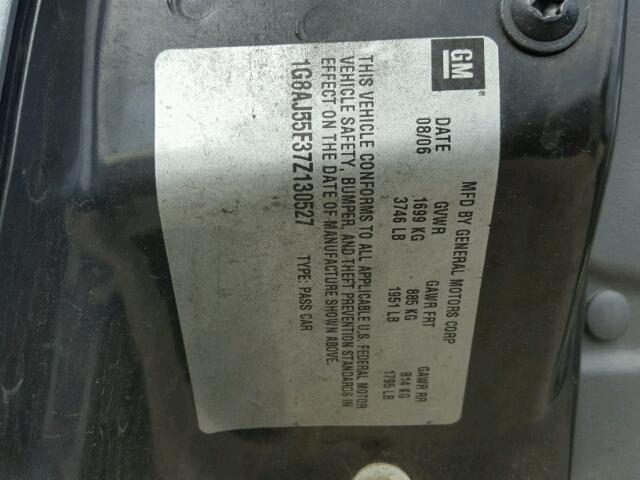 GM
MFD BY GENERAL MOTORS CORP
DATE GVWR GAWR FRT GAWR RR
08/06 1699 KG 885 KG 814 KG
3746 LB 1951 LB 1795 LB
THIS VEHICLE CONFORMS TO ALL APPLICABLE U.S. FEDERAL MOTOR
VEHICLE SAFETY, BUMPER, AND THEFT PREVENTION STANDARDS IN
EFFECT ON THE DATE OF MANUFACTURE SHOWN ABOVE.
1G8AJ55F37Z130527 TYPE: PASS CAR